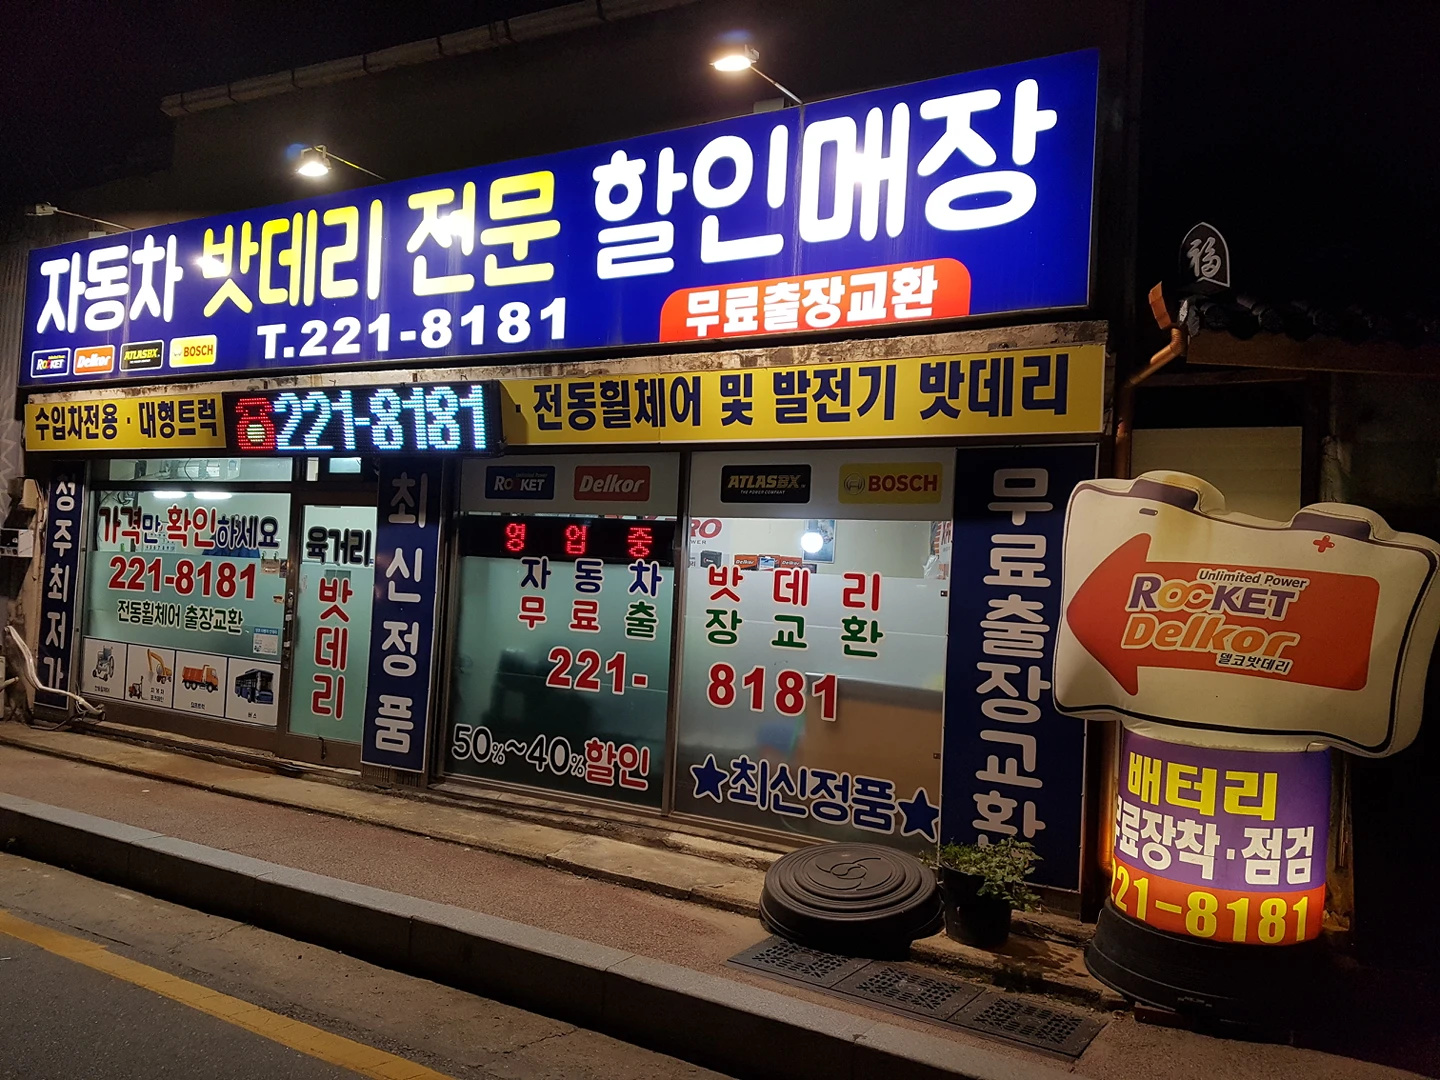 자동차 밧데리 전문 할인매장
T.221-8181
무료출장교환
ROCKET
Delkor
ATLASBX
BOSCH
수입차전용 · 대형트럭
221-8181
· 전동휠체어 및 발전기 밧데리
성주최저가
가격만 확인하세요
221-8181
전동휠체어 출장교환
버스
육거리
밧데리
최신정품
ROCKET
Delkor
ATLASBX
THE POWER COMPANY
BOSCH
영업중
자동차 밧데리
무료출장교환
221-8181
50%~40%할인
★최신정품★
무료출장교환
福
Unlimited Power
ROCKET
Delkor
델코밧데리
배터리
무료장착·점검
221-8181